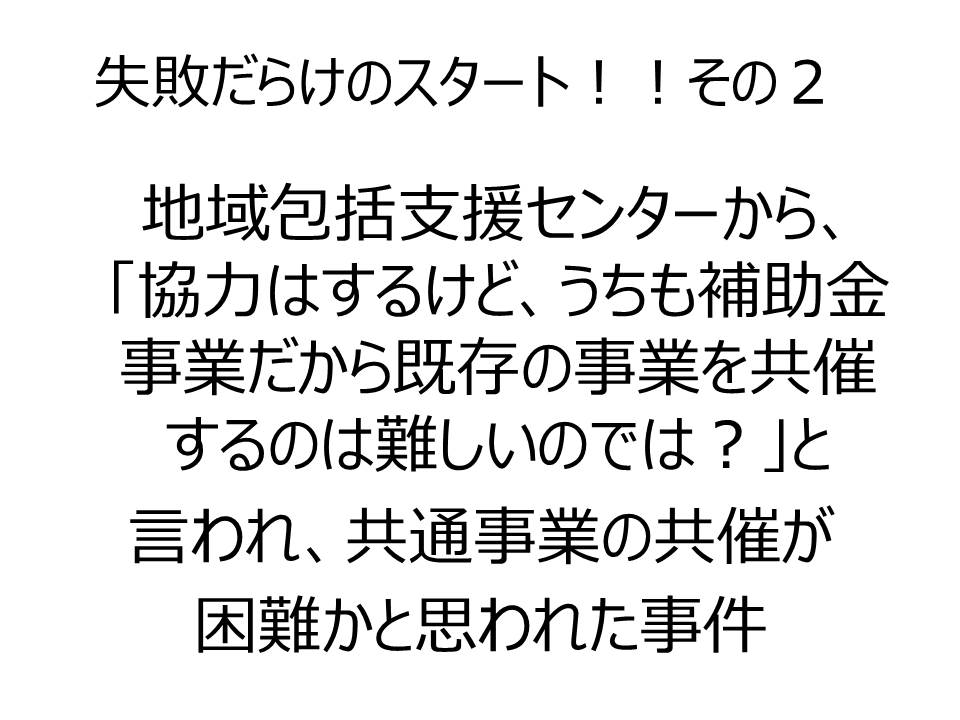 失敗だらけのスタート！！その２
地域包括支援センターから、
「協力はするけど、うちも補助金
事業だから既存の事業を共催
するのは難しいのでは？」と
言われ、共通事業の共催が
困難かと思われた事件